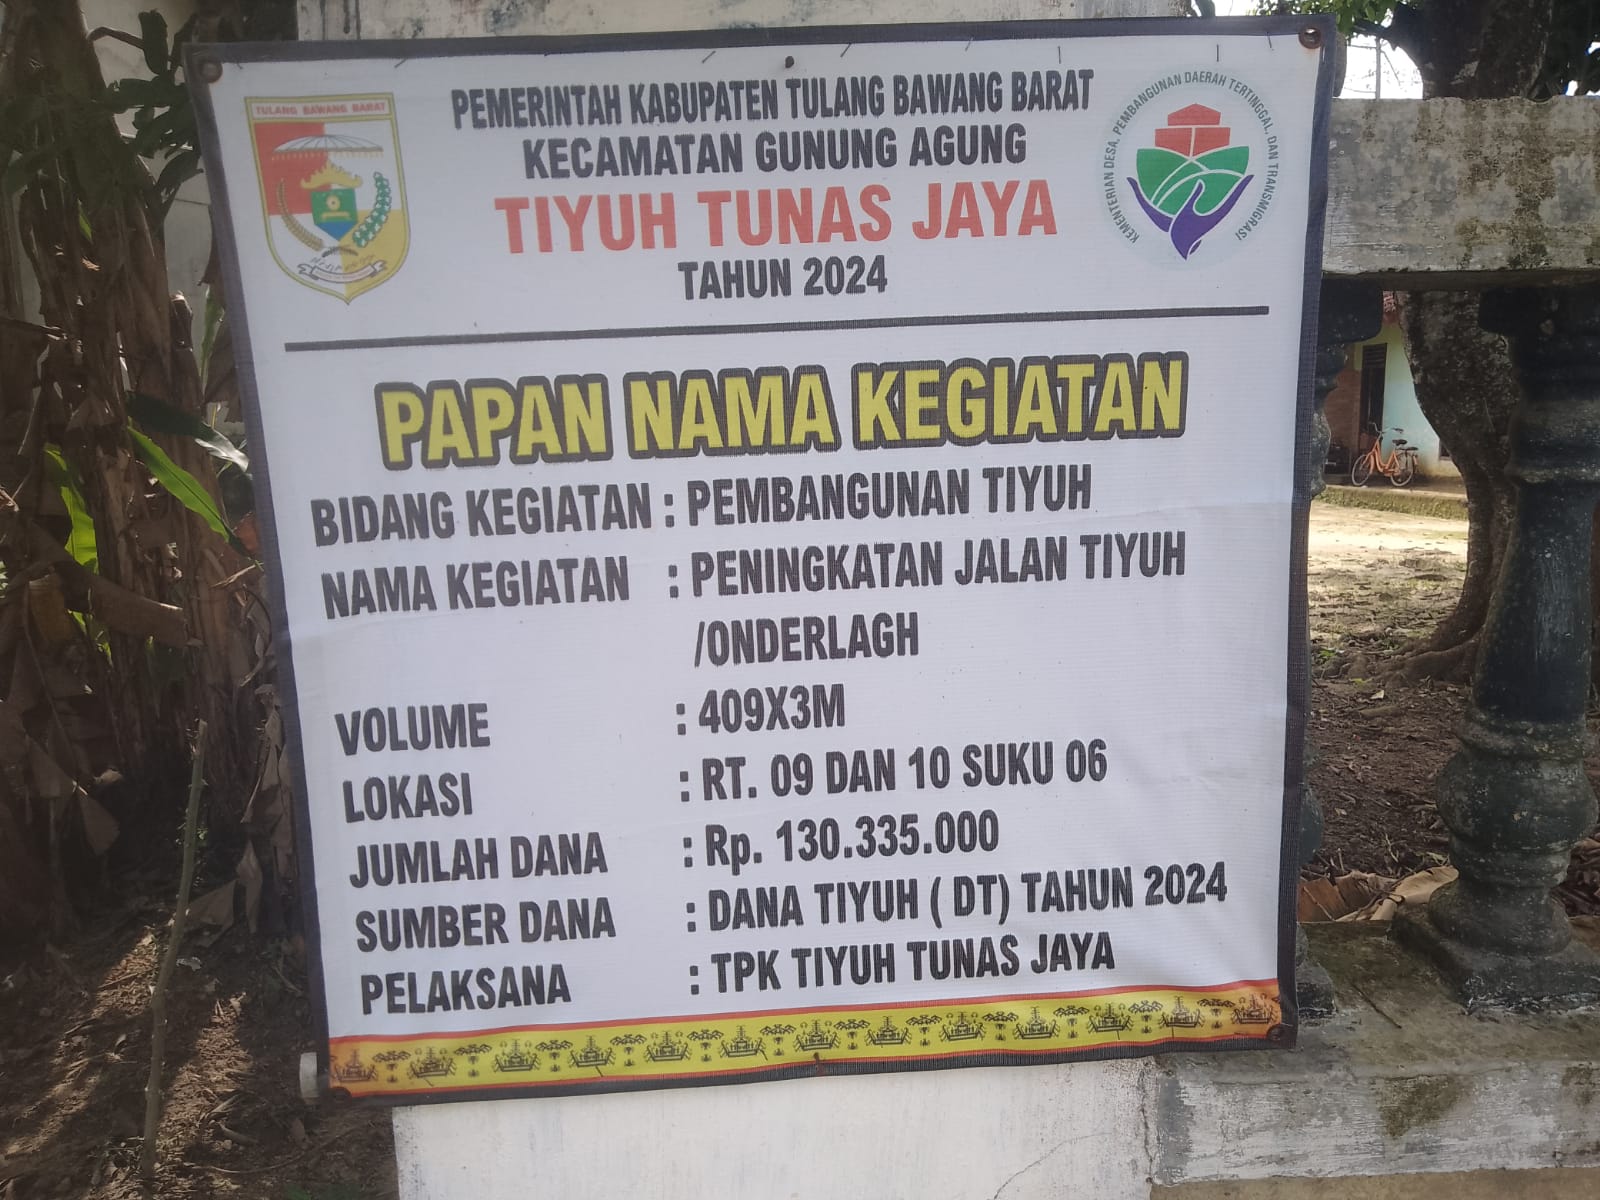 TULANG BAWANG BARAT
PEMERINTAH KABUPATEN TULANG BAWANG BARAT
KECAMATAN GUNUNG AGUNG
TIYUH TUNAS JAYA
TAHUN 2024
KEMENTERIAN DESA, PEMBANGUNAN DAERAH TERTINGGAL, DAN TRANSMIGRASI
PAPAN NAMA KEGIATAN
BIDANG KEGIATAN : PEMBANGUNAN TIYUH
NAMA KEGIATAN : PENINGKATAN JALAN TIYUH
/ONDERLAGH
VOLUME : 409X3M
LOKASI : RT. 09 DAN 10 SUKU 06
JUMLAH DANA : Rp. 130.335.000
SUMBER DANA : DANA TIYUH ( DT) TAHUN 2024
PELAKSANA : TPK TIYUH TUNAS JAYA